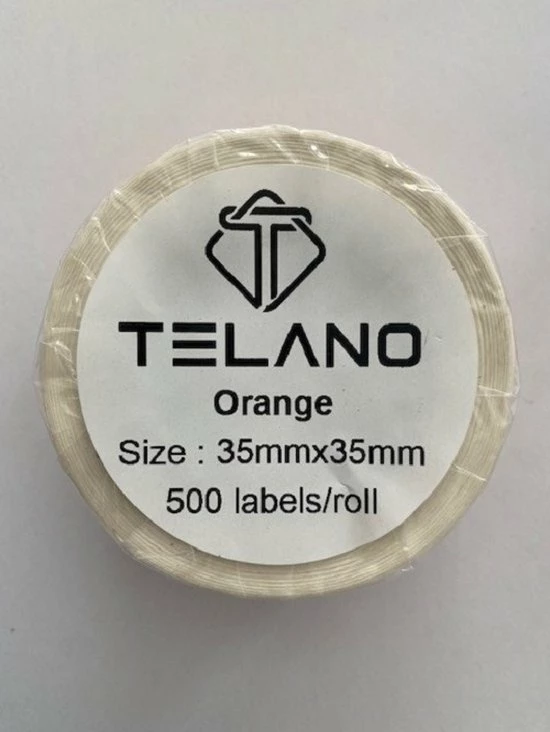 TELANO
Orange
Size : 35mmx35mm
500 labels/roll